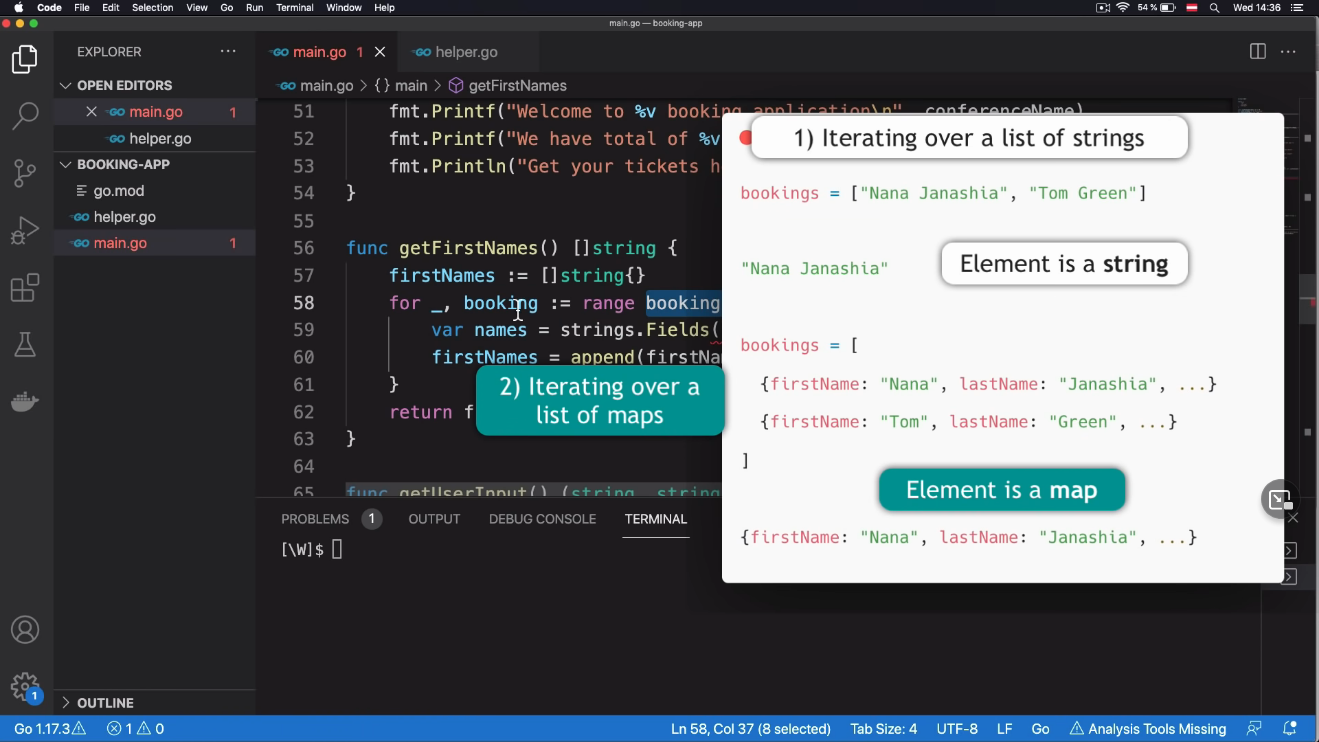 Code File Edit Selection View Go Run Terminal Window Help 54 % Wed 14:36
main.go — booking-app
EXPLORER
OPEN EDITORS
main.go 1
helper.go
BOOKING-APP
go.mod
helper.go
main.go 1
OUTLINE
main.go 1 helper.go
main.go > {} main > getFirstNames
51 fmt.Printf("Welcome to %v booking application\n", conferenceName)
52 fmt.Printf("We have total of %v
53 fmt.Println("Get your tickets h
54 }
55
56 func getFirstNames() []string {
57 firstNames := []string{}
58 for _, booking := range booking
59 var names = strings.Fields(
60 firstNames = append(firstNa
61 }
62 return f
63 }
64
65 func getUserInput() (string, string
2) Iterating over a
list of maps
1) Iterating over a list of strings
bookings = ["Nana Janashia", "Tom Green"]
"Nana Janashia"
Element is a string
bookings = [
{firstName: "Nana", lastName: "Janashia", ...}
{firstName: "Tom", lastName: "Green", ...}
]
Element is a map
{firstName: "Nana", lastName: "Janashia", ...}
PROBLEMS 1 OUTPUT DEBUG CONSOLE TERMINAL
[\W]$
1
Go 1.17.3 1 0 Ln 58, Col 37 (8 selected) Tab Size: 4 UTF-8 LF Go Analysis Tools Missing